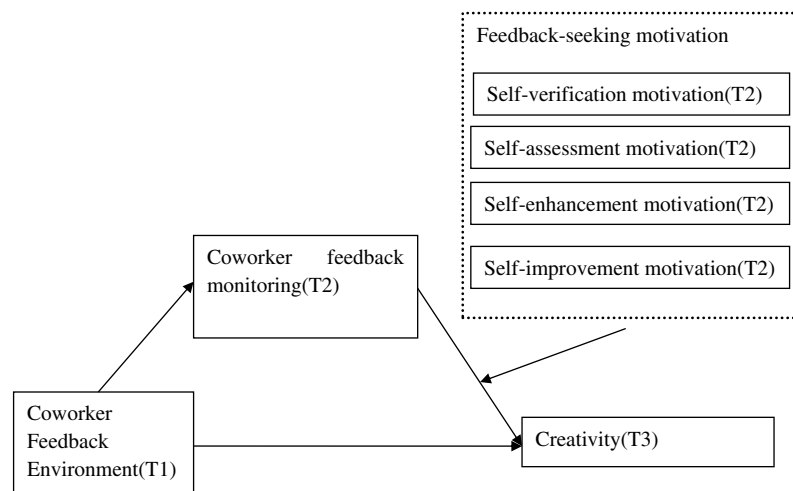 Feedback-seeking motivation
Self-verification motivation(T2)
Self-assessment motivation(T2)
Self-enhancement motivation(T2)
Self-improvement motivation(T2)
Coworker feedback
monitoring(T2)
Coworker
Feedback
Environment(T1)
Creativity(T3)